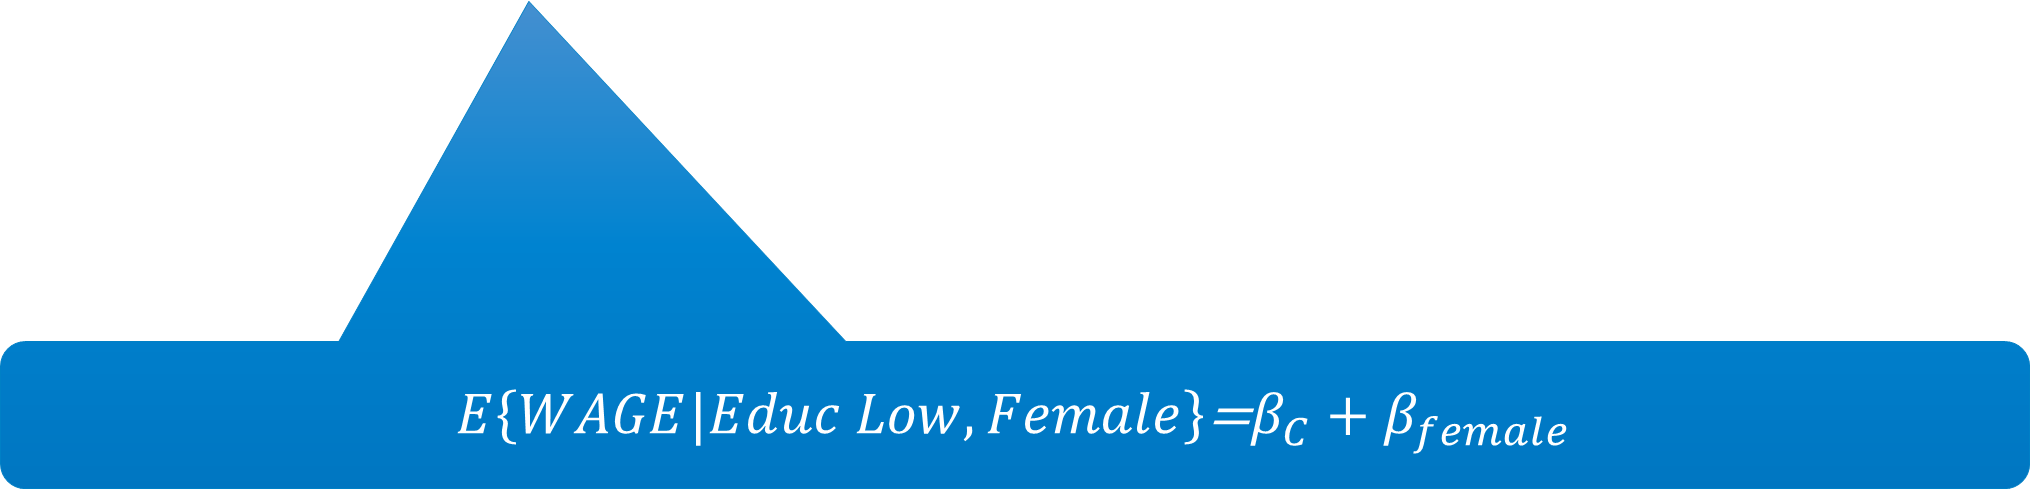 E{WAGE|Educ Low, Female}=β_C + β_female